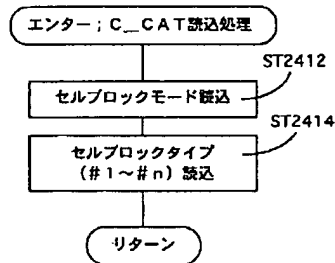 エンター；C＿CAT読込処理
ST2412
セルブロックモード読込
ST2414
セルブロックタイプ
（＃1～＃n）読込
リターン